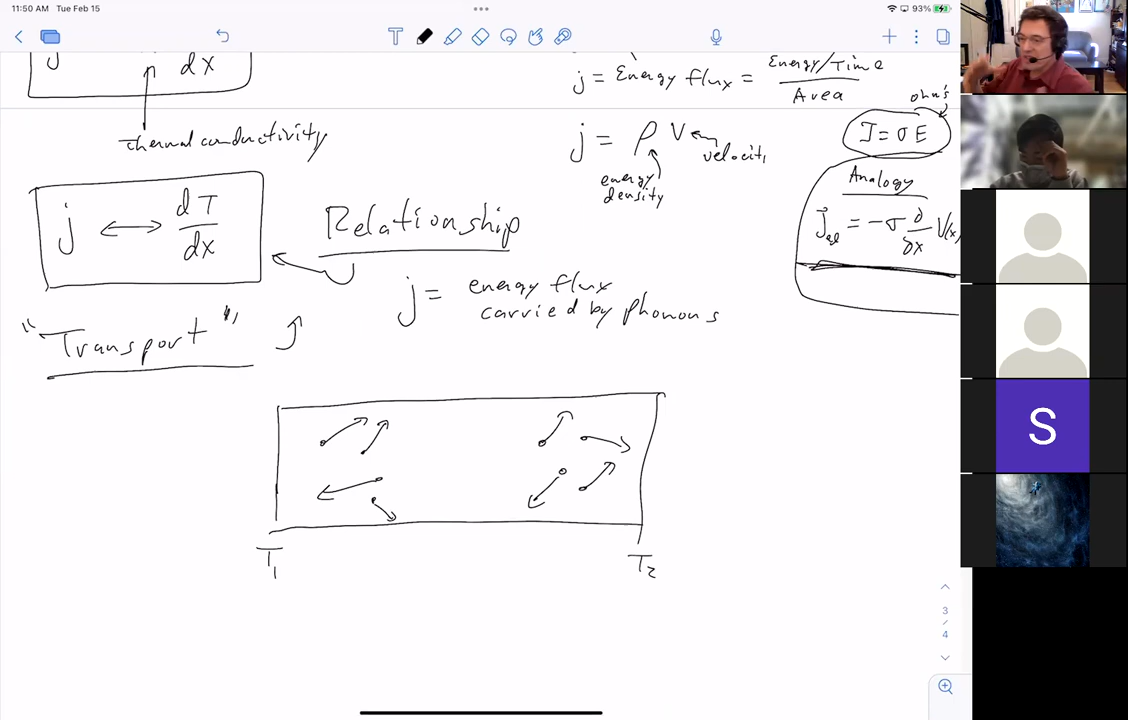 11:50 AM Tue Feb 15
93%
j dx
thermal conductivity
j = Energy flux = Energy/Time
Area
j = ρ V velocity
energy
density
ohm's
J = σ E
Analogy
= -σ ∂/∂x V(x)
j ↔ dT
dx
Relationship
j = energy flux
carried by phonons
"Transport" j
T1 T2
3
/
4
S
T